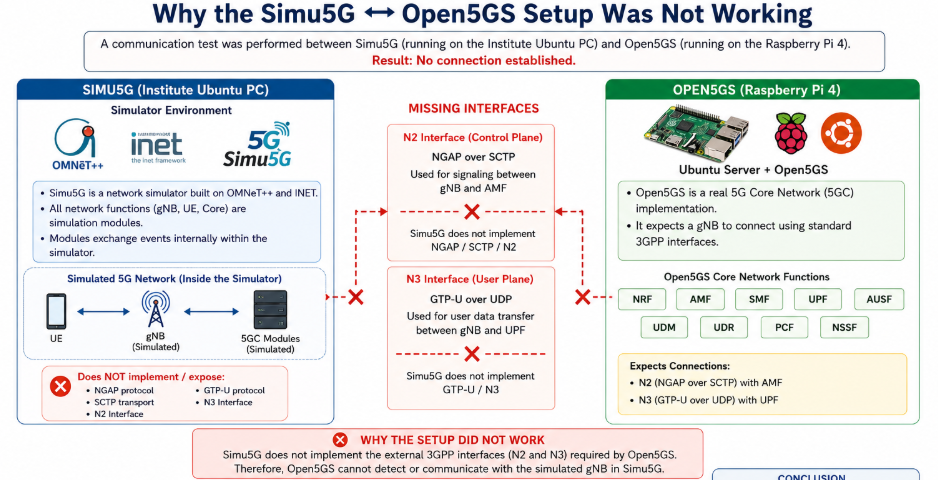 Why the Simu5G ↔ Open5GS Setup Was Not Working
A communication test was performed between Simu5G (running on the Institute Ubuntu PC) and Open5GS (running on the Raspberry Pi 4).
Result: No connection established.
SIMU5G (Institute Ubuntu PC)
Simulator Environment
OMNeT++
inet
the inet framework
5G
Simu5G
• Simu5G is a network simulator built on OMNeT++ and INET.
• All network functions (gNB, UE, Core) are
simulation modules.
• Modules exchange events internally within the
simulator.
Simulated 5G Network (Inside the Simulator)
UE
gNB
(Simulated)
5GC Modules
(Simulated)
Does NOT implement / expose:
• NGAP protocol
• SCTP transport
• N2 Interface
• GTP-U protocol
• N3 Interface
MISSING INTERFACES
N2 Interface (Control Plane)
NGAP over SCTP
Used for signaling between
gNB and AMF
Simu5G does not implement
NGAP / SCTP / N2
N3 Interface (User Plane)
GTP-U over UDP
Used for user data transfer
between gNB and UPF
Simu5G does not implement
GTP-U / N3
OPEN5GS (Raspberry Pi 4)
Ubuntu Server + Open5GS
• Open5GS is a real 5G Core Network (5GC)
implementation.
• It expects a gNB to connect using standard
3GPP interfaces.
Open5GS Core Network Functions
NRF AMF SMF UPF AUSF
UDM UDR PCF NSSF
Expects Connections:
• N2 (NGAP over SCTP) with AMF
• N3 (GTP-U over UDP) with UPF
WHY THE SETUP DID NOT WORK
Simu5G does not implement the external 3GPP interfaces (N2 and N3) required by Open5GS.
Therefore, Open5GS cannot detect or communicate with the simulated gNB in Simu5G.
CONCLUSION